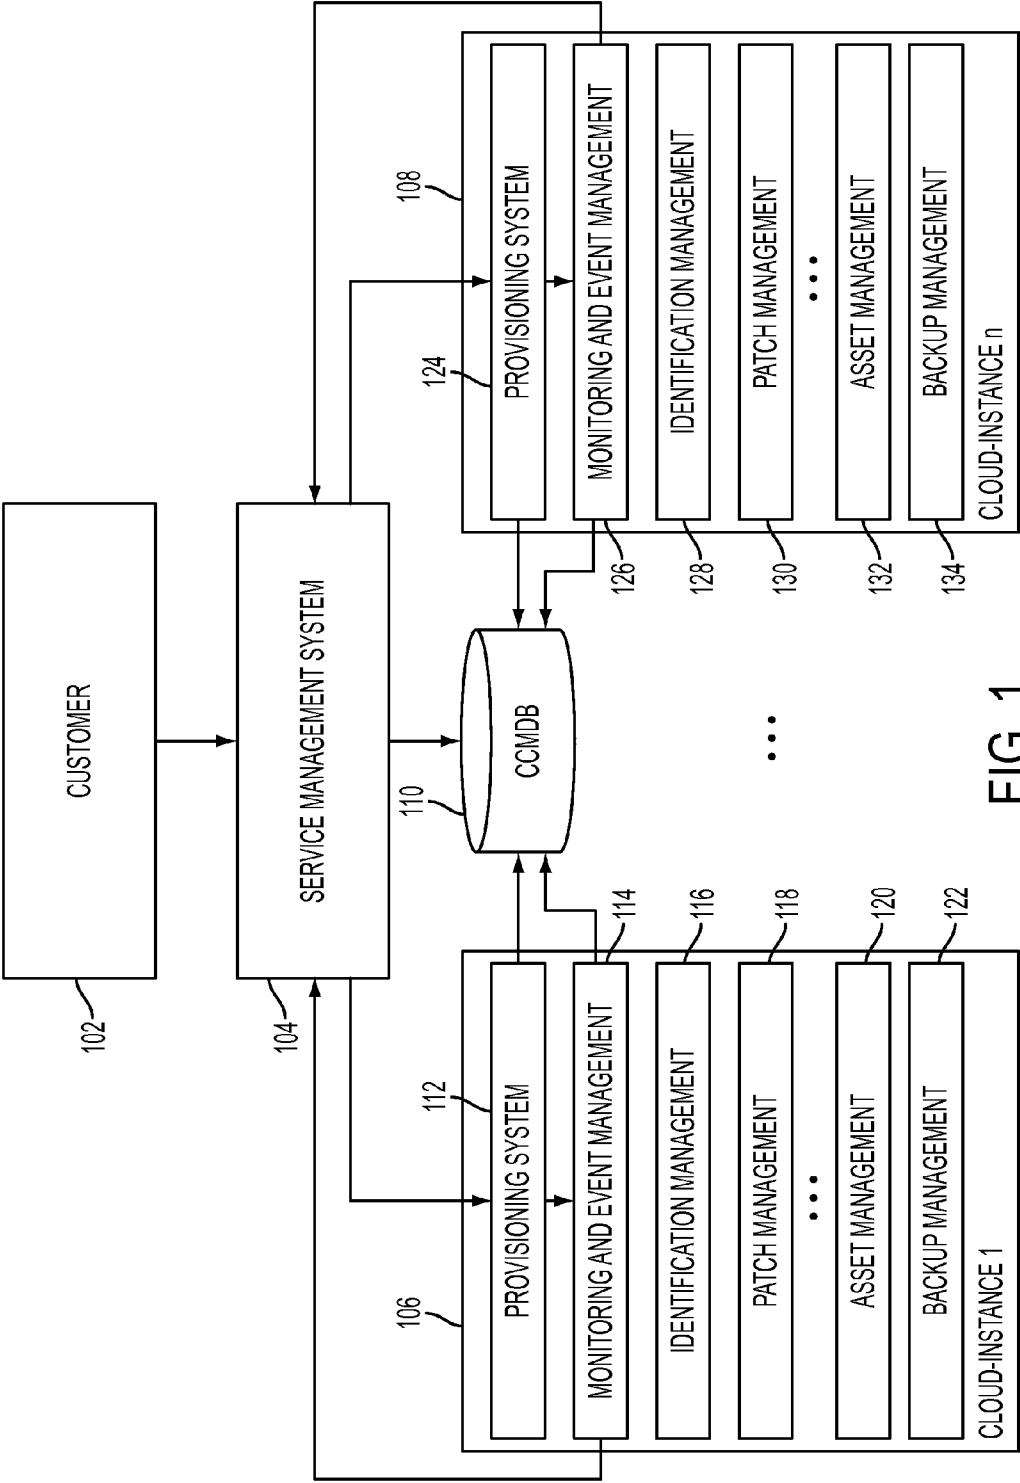 CUSTOMER
102
SERVICE MANAGEMENT SYSTEM
104
106
112
PROVISIONING SYSTEM
MONITORING AND EVENT MANAGEMENT
114
IDENTIFICATION MANAGEMENT
116
PATCH MANAGEMENT
118
•••
ASSET MANAGEMENT
120
BACKUP MANAGEMENT
122
CLOUD-INSTANCE 1
110
CCMDB
•••
108
124
PROVISIONING SYSTEM
MONITORING AND EVENT MANAGEMENT
126
IDENTIFICATION MANAGEMENT
128
PATCH MANAGEMENT
130
•••
ASSET MANAGEMENT
132
BACKUP MANAGEMENT
134
CLOUD-INSTANCE n
FIG. 1